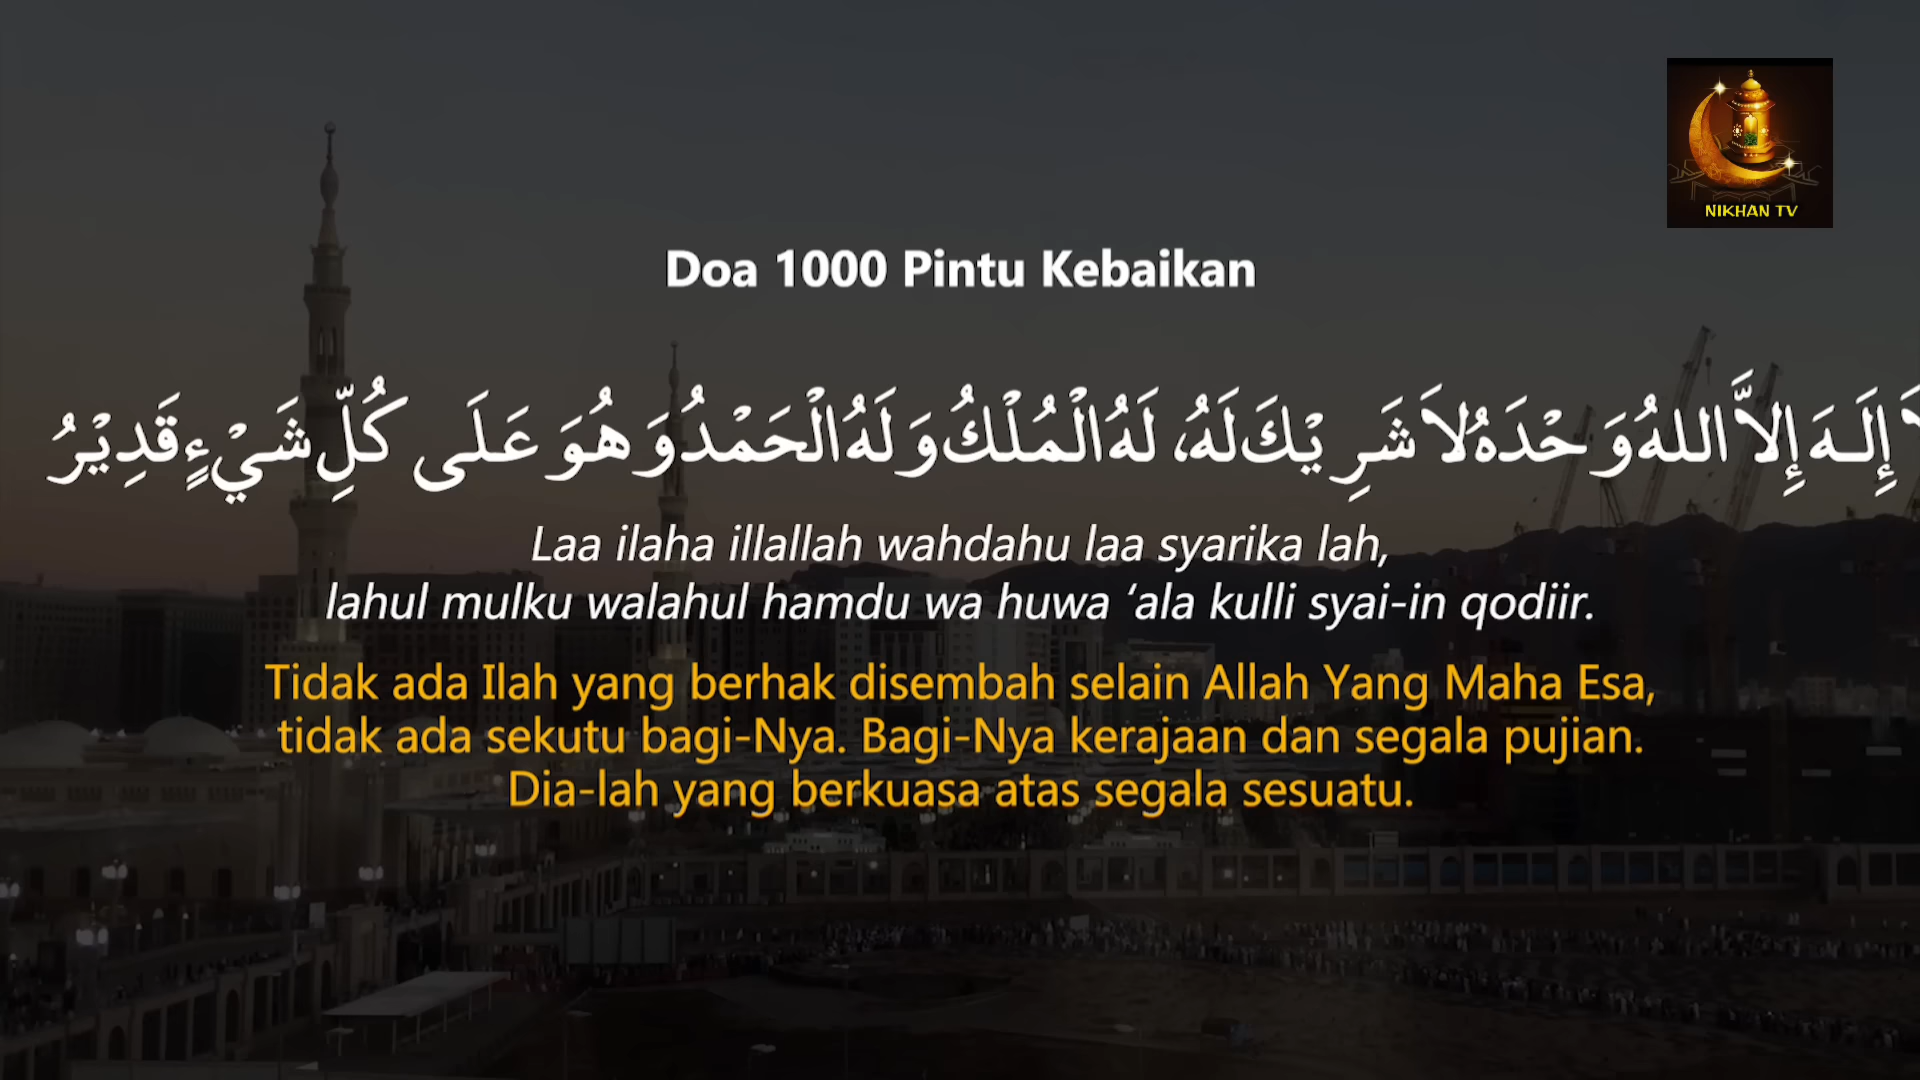 NIKHAN TV
Doa 1000 Pintu Kebaikan
إِلَـهَ إِلاَّ اللهُ وَحْدَهُ لاَ شَرِيْكَ لَهُ، لَهُ الْمُلْكُ وَلَهُ الْحَمْدُ وَهُوَ عَلَى كُلِّ شَيْءٍ قَدِيْرُ
Laa ilaha illallah wahdahu laa syarika lah,
lahul mulku walahul hamdu wa huwa ‘ala kulli syai-in qodiir.
Tidak ada Ilah yang berhak disembah selain Allah Yang Maha Esa,
tidak ada sekutu bagi-Nya. Bagi-Nya kerajaan dan segala pujian.
Dia-lah yang berkuasa atas segala sesuatu.